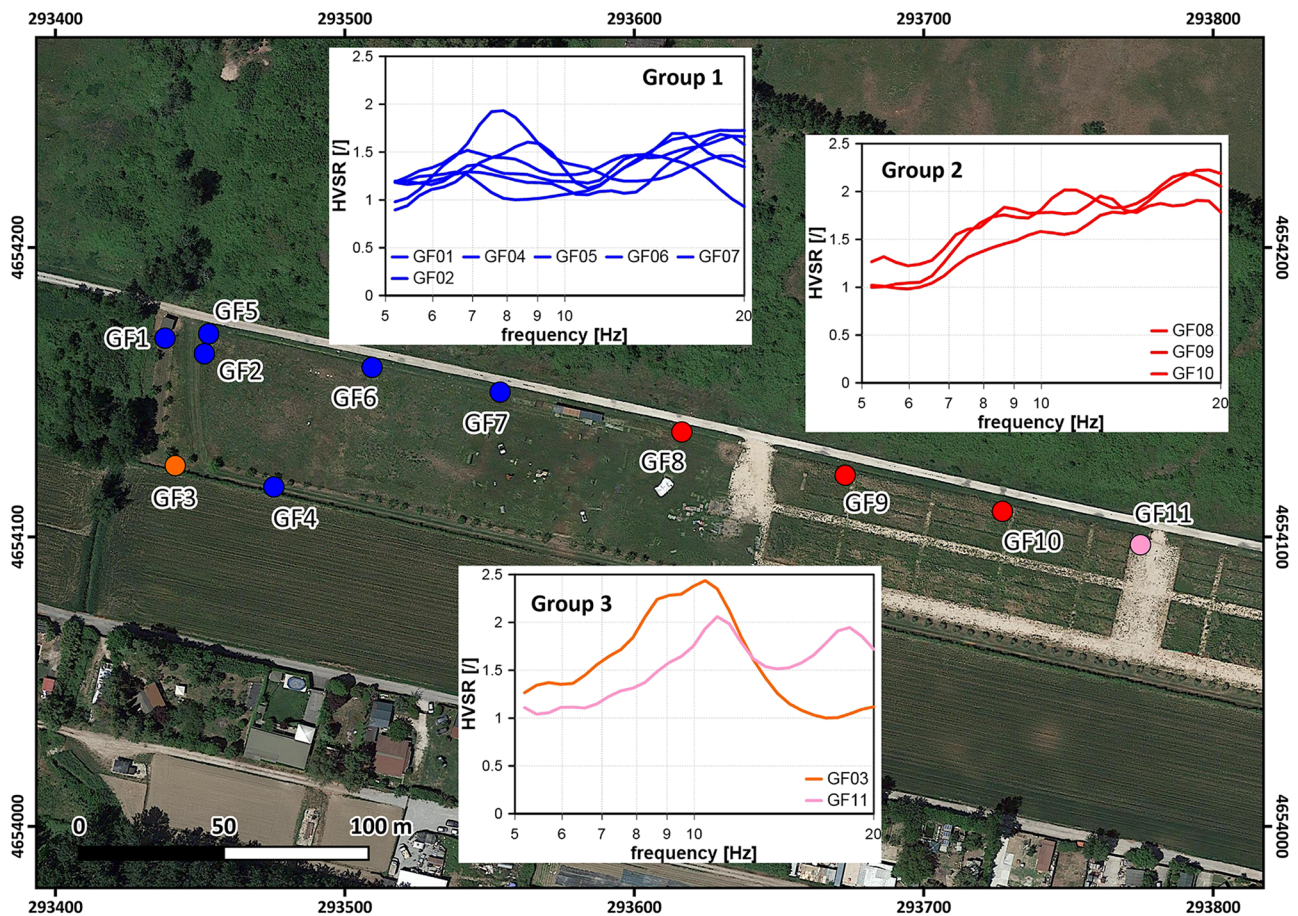 293400 293500 293600 293700 293800
4654200
4654100
4654000
4654200
4654100
4654000
Group 1
2.5
2
1.5
1
0.5
0
HVSR [/]
GF01 GF04 GF05 GF06 GF07
GF02
5 6 7 8 9 10 20
frequency [Hz]
Group 2
2.5
2
1.5
1
0.5
0
HVSR [/]
GF08
GF09
GF10
5 6 7 8 9 10 20
frequency [Hz]
GF1
GF5
GF2
GF6
GF7
GF3
GF4
GF8
GF9
GF10
GF11
Group 3
2.5
2
1.5
1
0.5
0
HVSR [/]
GF03
GF11
5 6 7 8 9 10 20
frequency [Hz]
0 50 100 m
293400 293500 293600 293700 293800